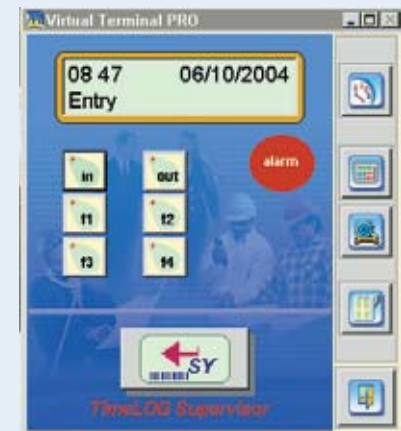 Virtual Terminal PRO
08 47 06/10/2004
Entry
alarm
in out
f1 f2
f3 f4
SY
TimeLOG Supervisor